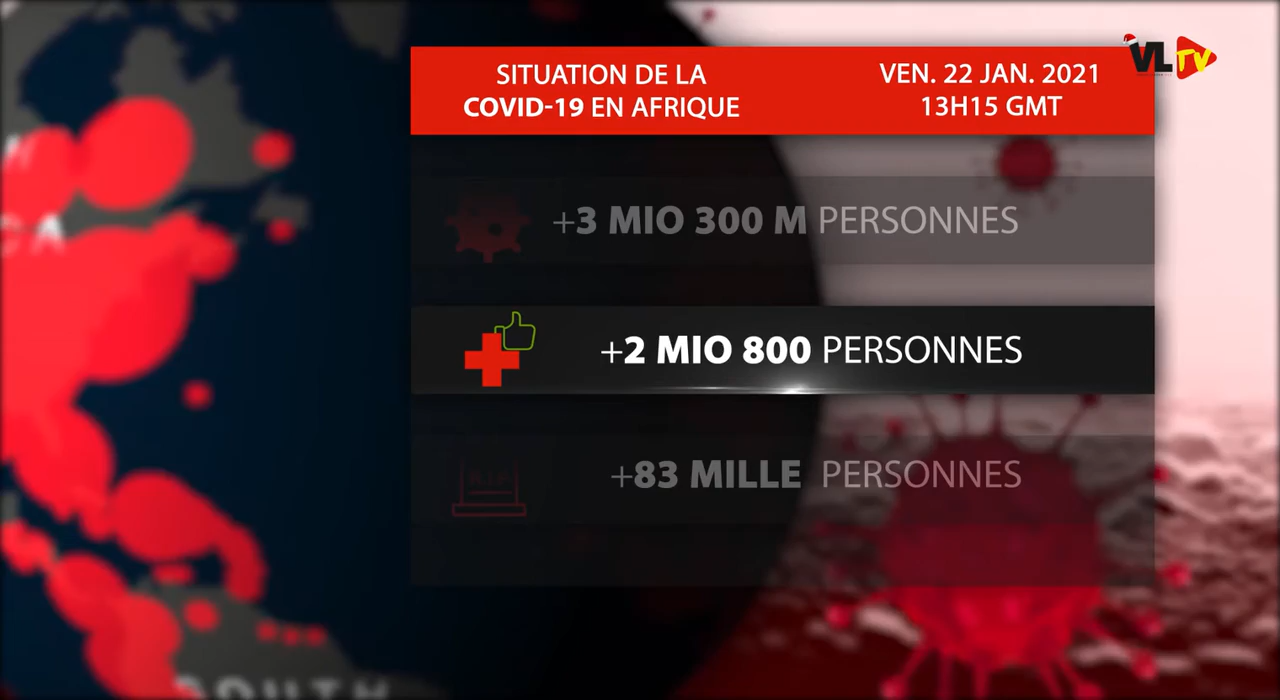 SITUATION DE LA
COVID-19 EN AFRIQUE
VEN. 22 JAN. 2021
13H15 GMT
VL TV
+3 MIO 300 M PERSONNES
+2 MIO 800 PERSONNES
+83 MILLE PERSONNES
R.I.P